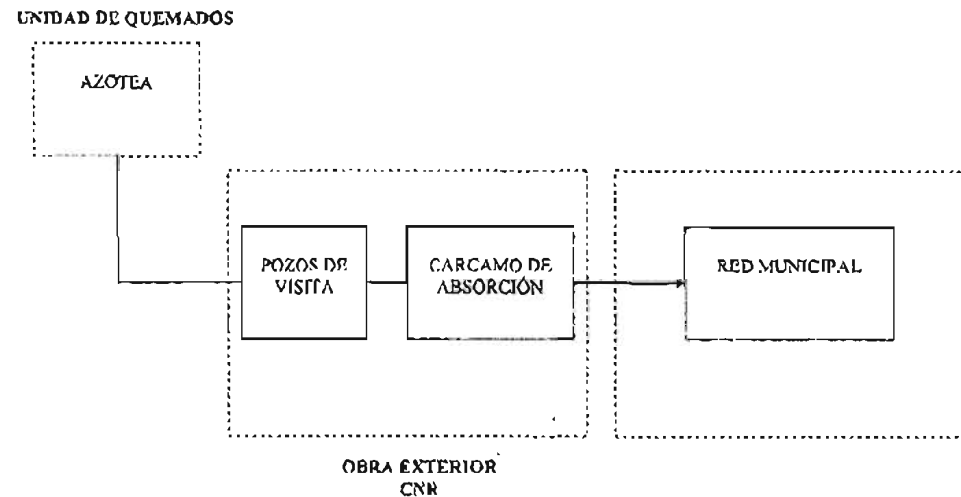 UNIDAD DE QUEMADOS
AZOTEA
POZOS DE
VISITA
CARCAMO DE
ABSORCIÓN
RED MUNICIPAL
OBRA EXTERIOR
CNR